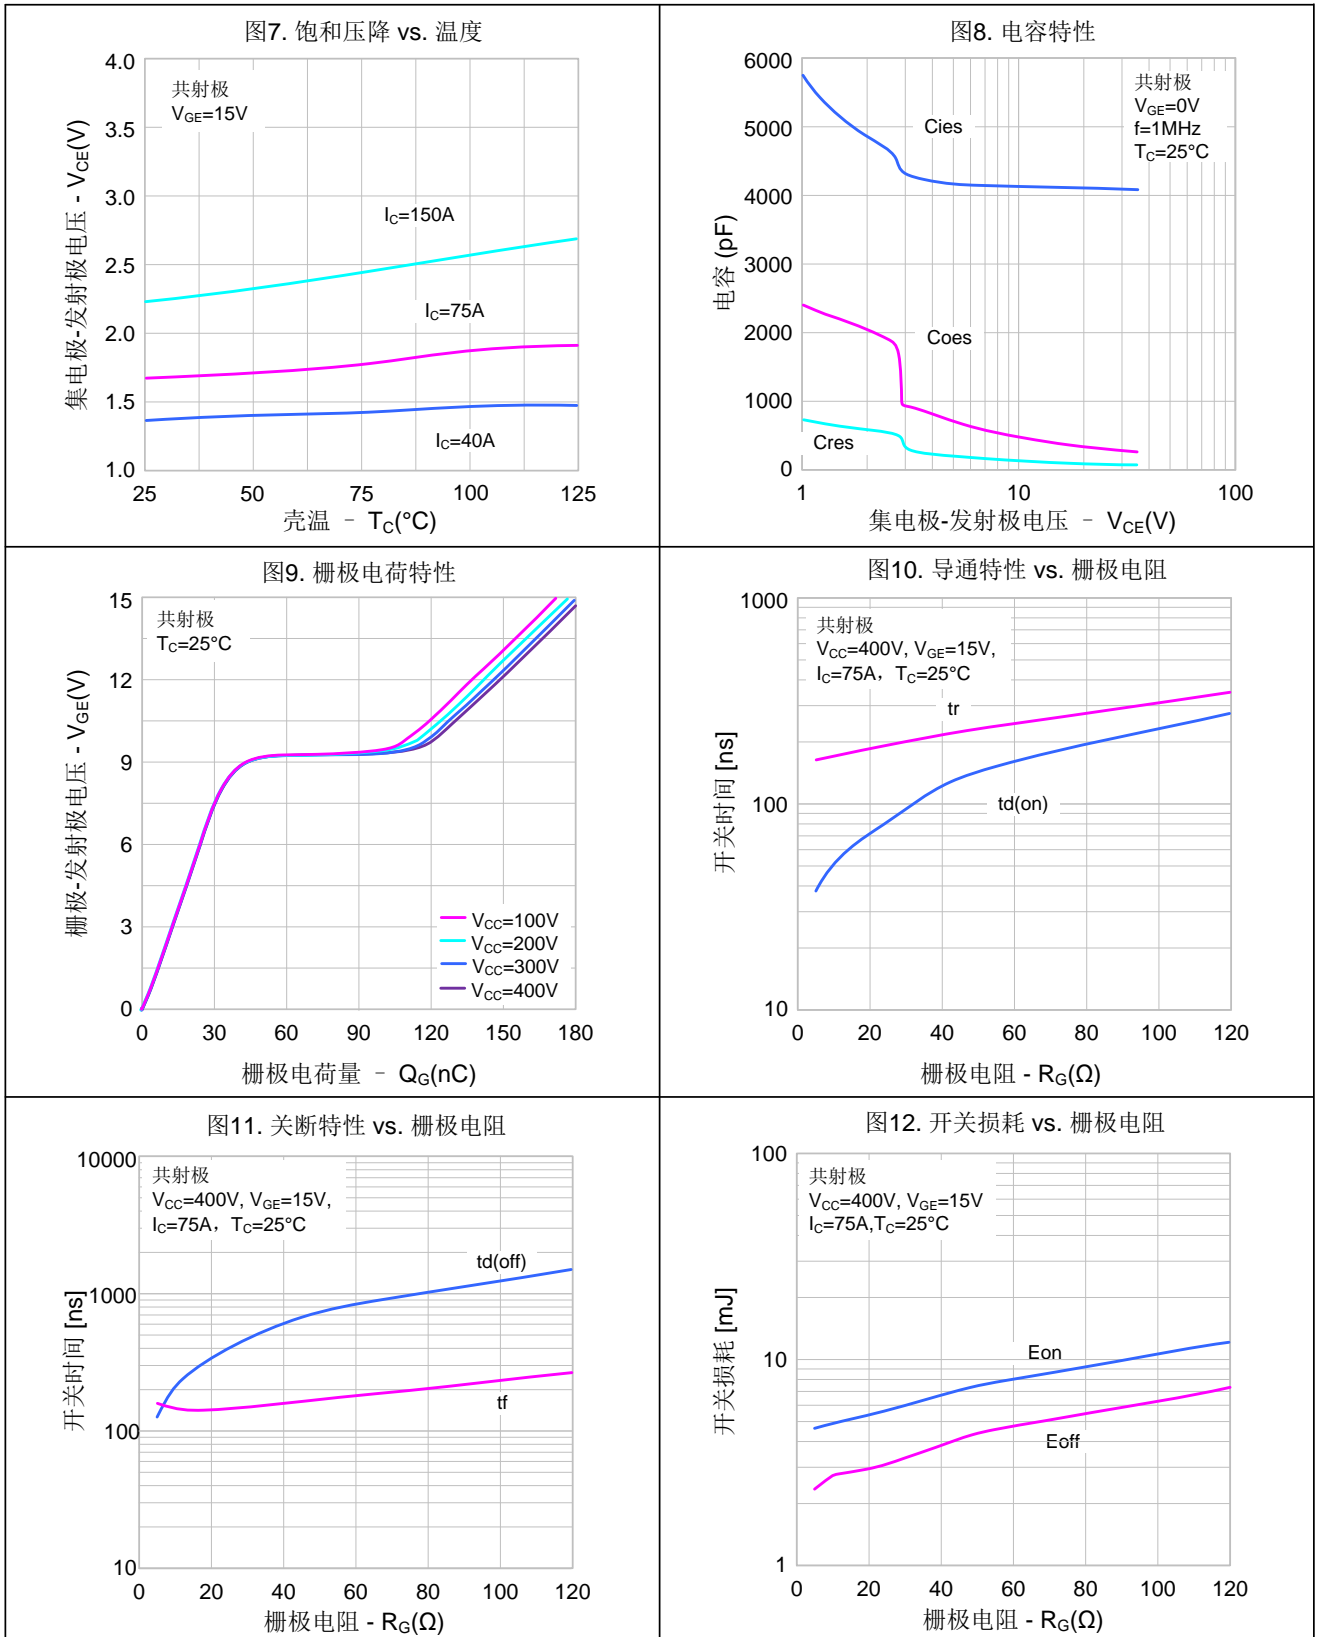 图7. 饱和压降 vs. 温度
集电极-发射极电压 - VCE(V)
4.0
3.5
3.0
2.5
2.0
1.5
1.0
共射极
VGE=15V
IC=150A
IC=75A
IC=40A
25 50 75 100 125
壳温 - TC(°C)
图8. 电容特性
电容 (pF)
6000
5000
4000
3000
2000
1000
0
共射极
VGE=0V
f=1MHz
TC=25°C
Cies
Coes
Cres
1 10 100
集电极-发射极电压 - VCE(V)
图9. 栅极电荷特性
栅极-发射极电压 - VGE(V)
15
12
9
6
3
0
共射极
TC=25°C
VCC=100V
VCC=200V
VCC=300V
VCC=400V
0 30 60 90 120 150 180
栅极电荷量 - QG(nC)
图10. 导通特性 vs. 栅极电阻
开关时间 [ns]
1000
100
10
共射极
VCC=400V, VGE=15V,
IC=75A，TC=25°C
tr
td(on)
0 20 40 60 80 100 120
栅极电阻 - RG(Ω)
图11. 关断特性 vs. 栅极电阻
开关时间 [ns]
10000
1000
100
10
共射极
VCC=400V, VGE=15V,
IC=75A，TC=25°C
td(off)
tf
0 20 40 60 80 100 120
栅极电阻 - RG(Ω)
图12. 开关损耗 vs. 栅极电阻
开关损耗 [mJ]
100
10
1
共射极
VCC=400V, VGE=15V
IC=75A,TC=25°C
Eon
Eoff
0 20 40 60 80 100 120
栅极电阻 - RG(Ω)